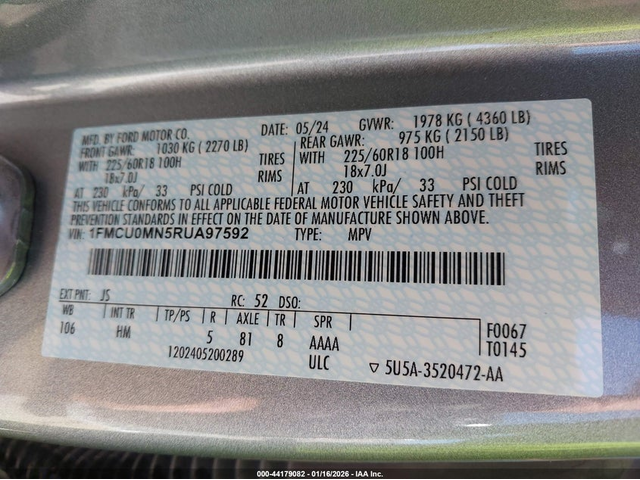 MFD. BY FORD MOTOR CO.
DATE: 05/24 GVWR: 1978 KG ( 4360 LB)
FRONT GAWR: 1030 KG ( 2270 LB) REAR GAWR: 975 KG ( 2150 LB)
WITH 225/60R18 100H TIRES WITH 225/60R18 100H TIRES
18x7.0J RIMS 18x7.0J RIMS
AT 230 kPa/ 33 PSI COLD AT 230 kPa/ 33 PSI COLD
THIS VEHICLE CONFORMS TO ALL APPLICABLE FEDERAL MOTOR VEHICLE SAFETY AND THEFT
PREVENTION STANDARDS IN EFFECT ON THE DATE OF MANUFACTURE SHOWN ABOVE.
VIN: 1FMCU0MN5RUA97592 TYPE: MPV
EXT PNT: JS RC: 52 DSO:
WB INT TR TP/PS R AXLE TR SPR
106 HM 5 81 8 AAAA F0067
1202405200289 ULC T0145
▽ 5U5A-3520472-AA
000-44179082 | 01/16/2026 | IAA Inc.